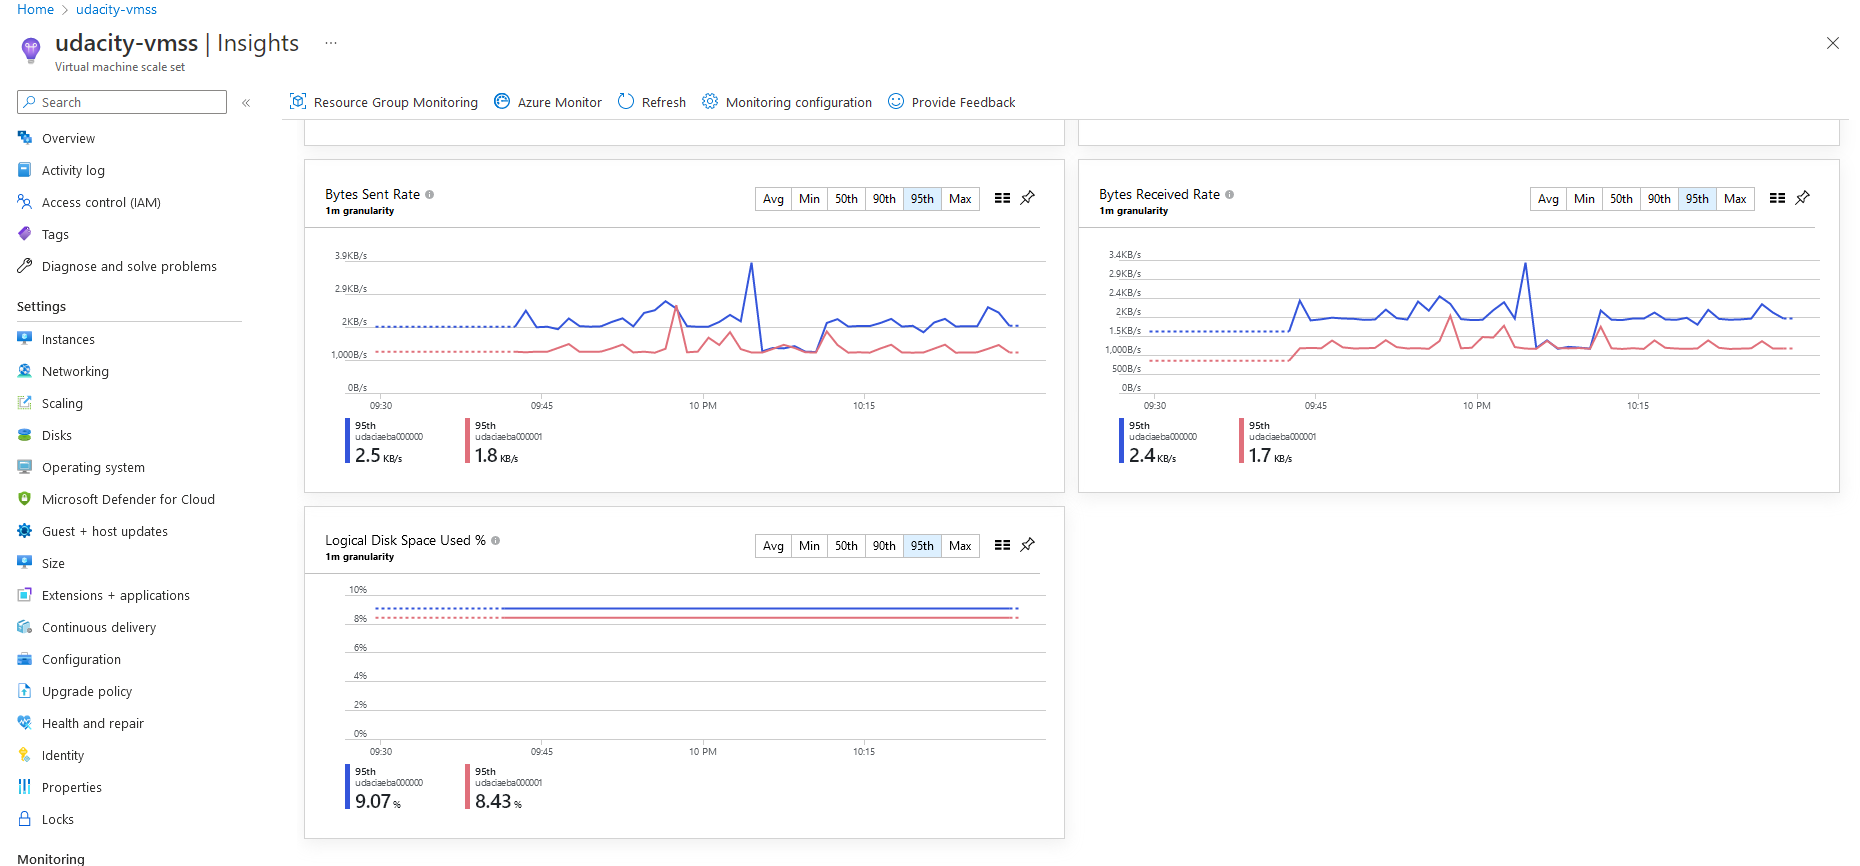 Home > udacity-vmss
udacity-vmss | Insights ...
Virtual machine scale set
Search «
Resource Group Monitoring Azure Monitor Refresh Monitoring configuration Provide Feedback
Overview
Activity log
Access control (IAM)
Tags
Diagnose and solve problems
Settings
Instances
Networking
Scaling
Disks
Operating system
Microsoft Defender for Cloud
Guest + host updates
Size
Extensions + applications
Continuous delivery
Configuration
Upgrade policy
Health and repair
Identity
Properties
Locks
Monitoring
Bytes Sent Rate
1m granularity
Avg Min 50th 90th 95th Max
3.9KB/s
2.9KB/s
2KB/s
1,000B/s
0B/s
09:30 09:45 10 PM 10:15
95th 95th
udaciaeba000000 udaciaeba000001
2.5 KB/s 1.8 KB/s
Bytes Received Rate
1m granularity
Avg Min 50th 90th 95th Max
3.4KB/s
2.9KB/s
2.4KB/s
2KB/s
1.5KB/s
1,000B/s
500B/s
0B/s
09:30 09:45 10 PM 10:15
95th 95th
udaciaeba000000 udaciaeba000001
2.4 KB/s 1.7 KB/s
Logical Disk Space Used %
1m granularity
Avg Min 50th 90th 95th Max
10%
8%
6%
4%
2%
0%
09:30 09:45 10 PM 10:15
95th 95th
udaciaeba000000 udaciaeba000001
9.07 % 8.43 %